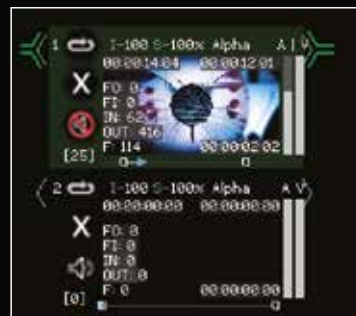 1 I-100 S-100% Alpha A V
00:00:14:04 00:00:12:01
X
FO: 0
FI: 0
IN: 62
OUT: 416
[25] F: 114 00:00:02:02
2 I-100 S-100% Alpha A V
00:00:00:00 00:00:00:00
X
FO: 0
FI: 0
IN: 0
OUT: 0
[0] F: 0 00:00:00:00